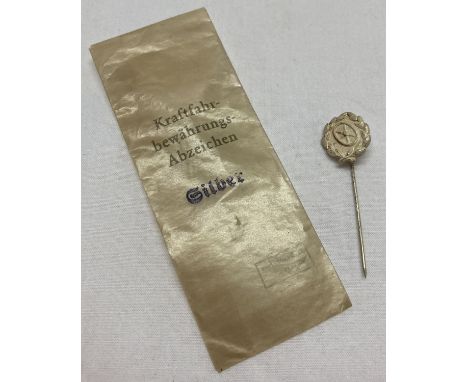 Kraftfahr-
bewährungs-
Abzeichen
Silber